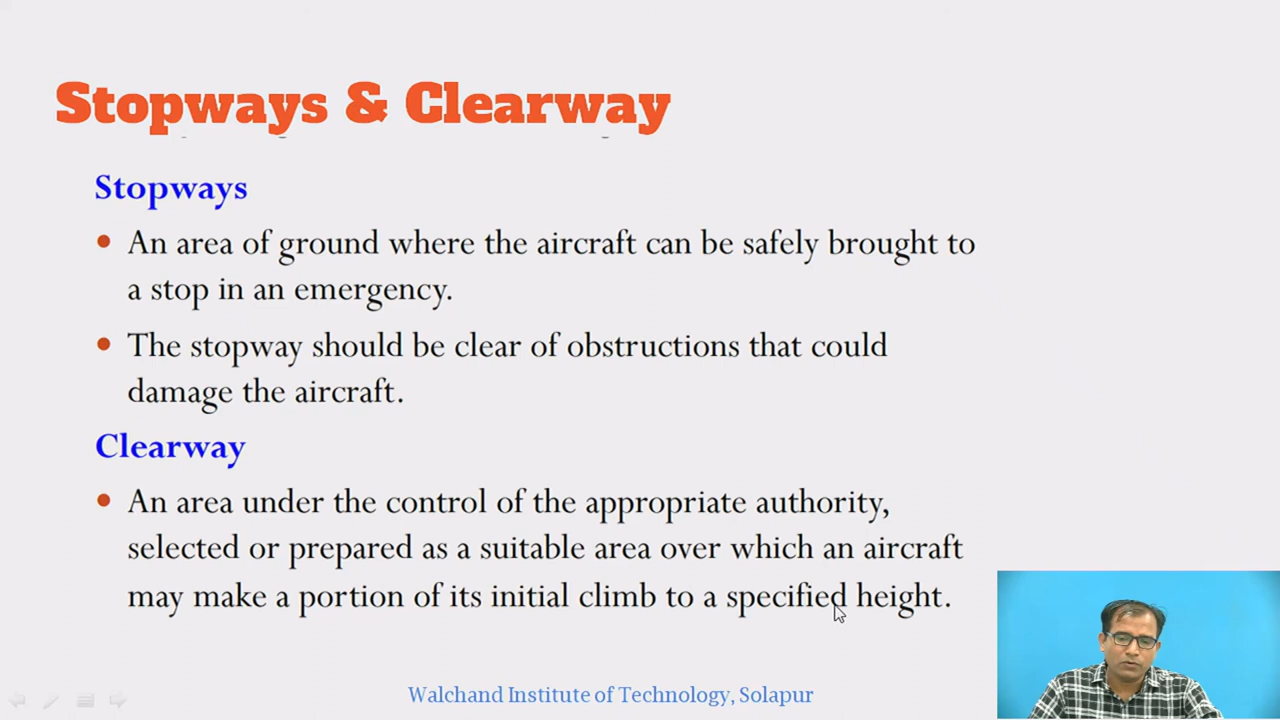 Stopways & Clearway
Stopways
• An area of ground where the aircraft can be safely brought to
a stop in an emergency.
• The stopway should be clear of obstructions that could
damage the aircraft.
Clearway
• An area under the control of the appropriate authority,
selected or prepared as a suitable area over which an aircraft
may make a portion of its initial climb to a specified height.
Walchand Institute of Technology, Solapur